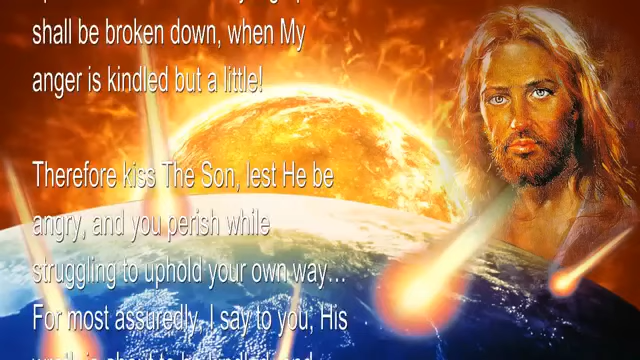 shall be broken down, when My
anger is kindled but a little!
Therefore kiss The Son, lest He be
angry, and you perish while
struggling to uphold your own way…
For most assuredly, I say to you, His